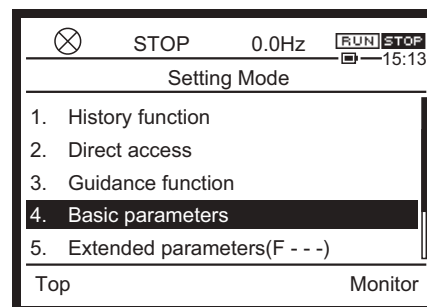 STOP 0.0Hz RUN STOP
15:13
Setting Mode
1. History function
2. Direct access
3. Guidance function
4. Basic parameters
5. Extended parameters(F - - -)
Top Monitor